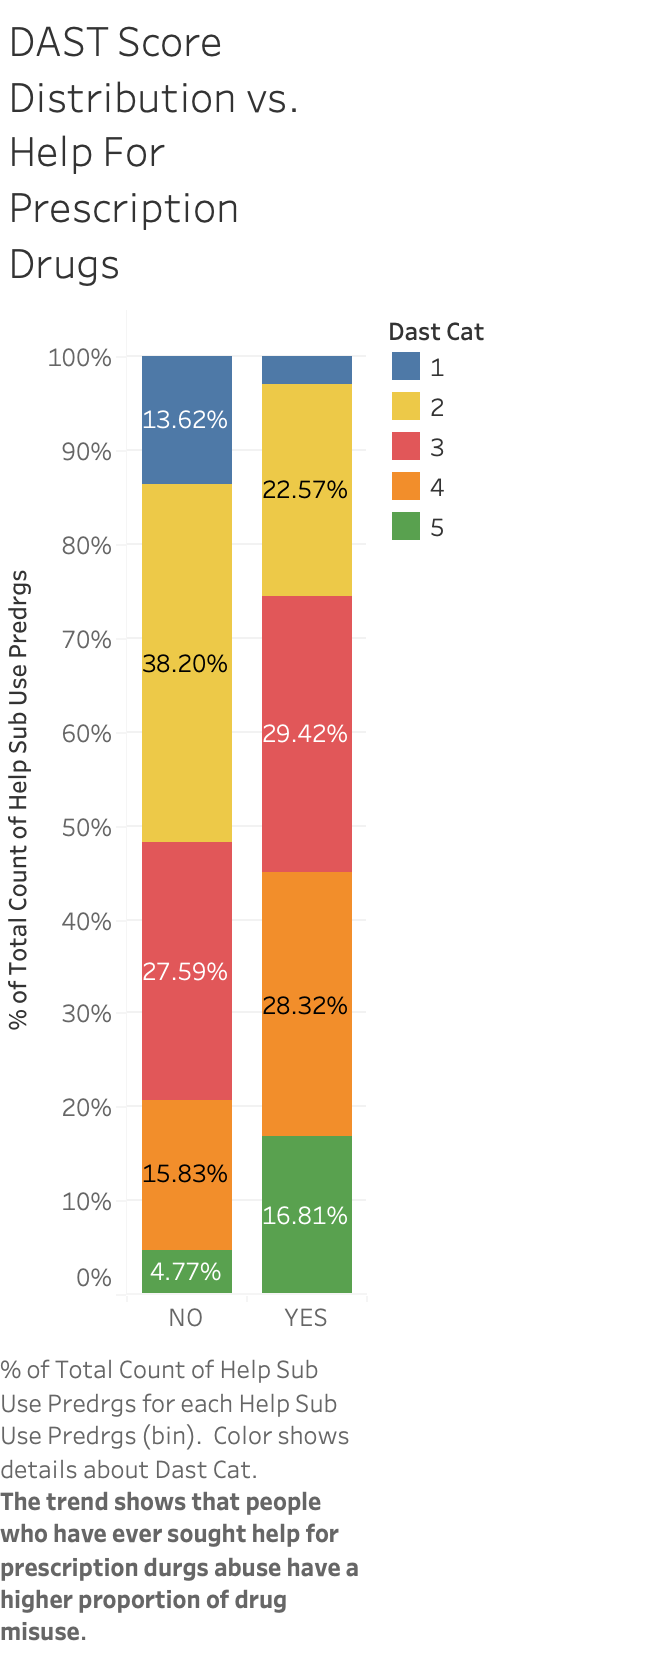 DAST Score
Distribution vs.
Help For
Prescription
Drugs
Dast Cat
1
2
3
4
5
% of Total Count of Help Sub Use Predrgs
100%
90%
80%
70%
60%
50%
40%
30%
20%
10%
0%
13.62%
38.20%
27.59%
15.83%
4.77%
22.57%
29.42%
28.32%
16.81%
NO
YES
% of Total Count of Help Sub
Use Predrgs for each Help Sub
Use Predrgs (bin).  Color shows
details about Dast Cat.
The trend shows that people
who have ever sought help for
prescription durgs abuse have a
higher proportion of drug
misuse.